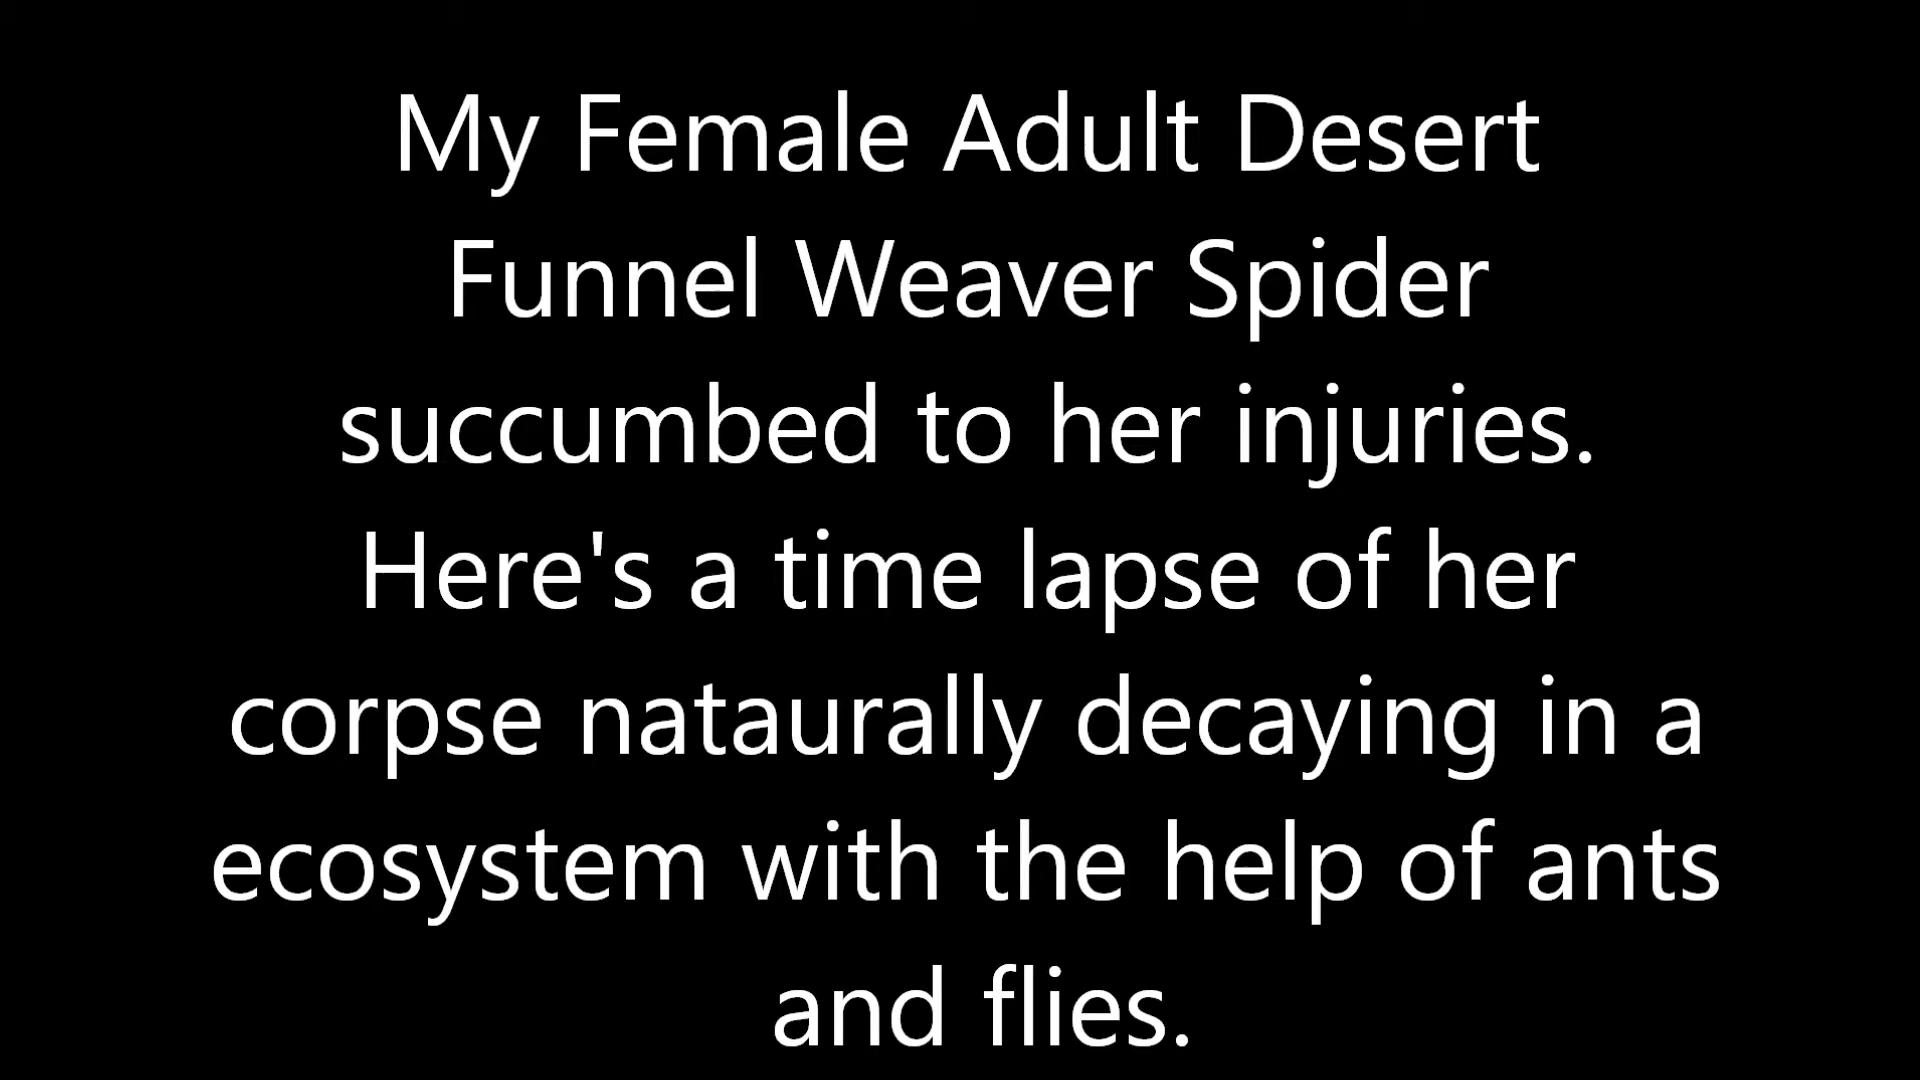 My Female Adult Desert
Funnel Weaver Spider
succumbed to her injuries.
Here's a time lapse of her
corpse nataurally decaying in a
ecosystem with the help of ants
and flies.